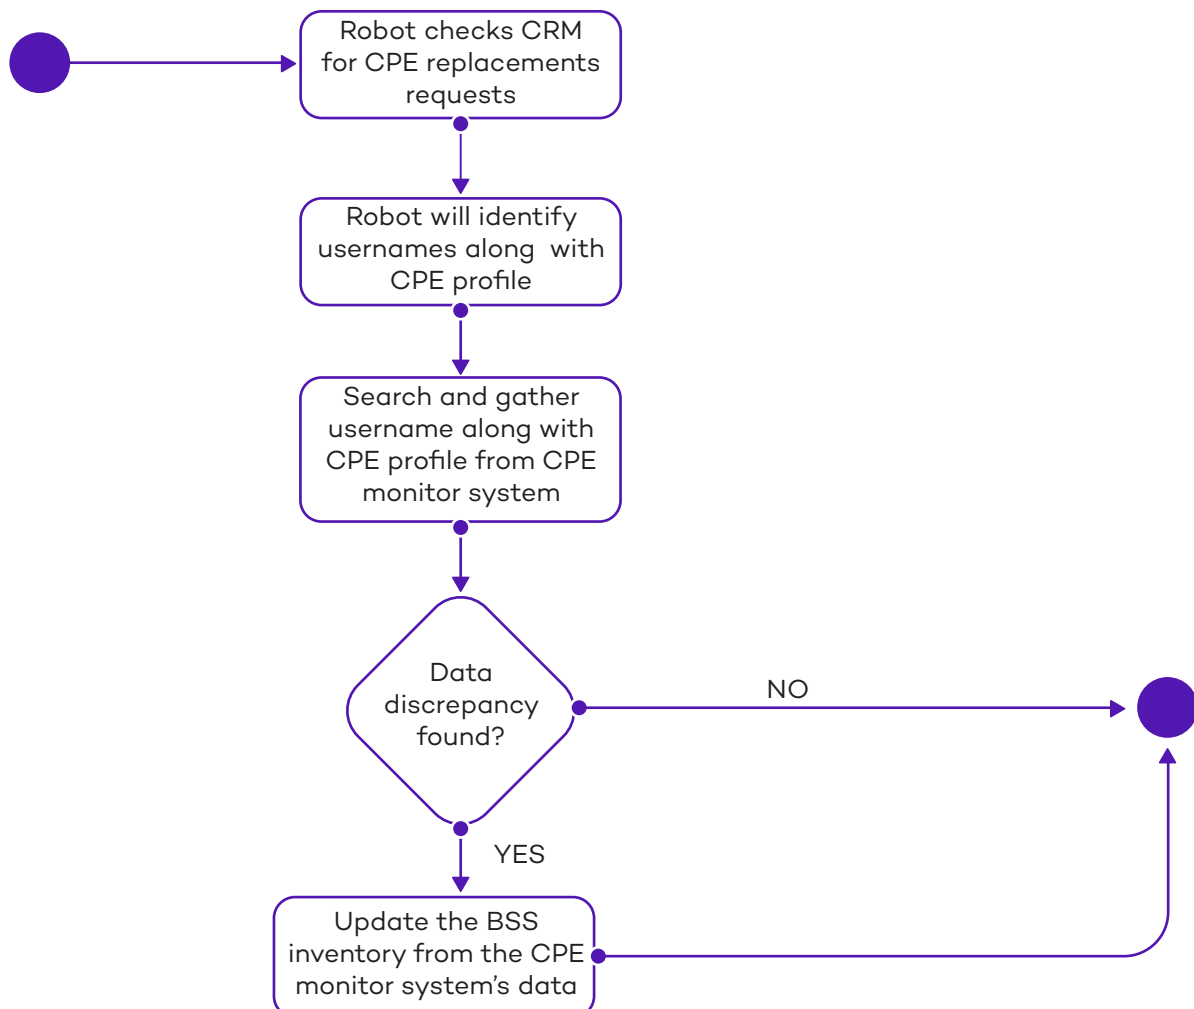 Robot checks CRM
for CPE replacements
requests
Robot will identify
usernames along  with
CPE profile
Search and gather
username along with
CPE profile from CPE
monitor system
Data
discrepancy
found?
NO
YES
Update the BSS
inventory from the CPE
monitor system’s data